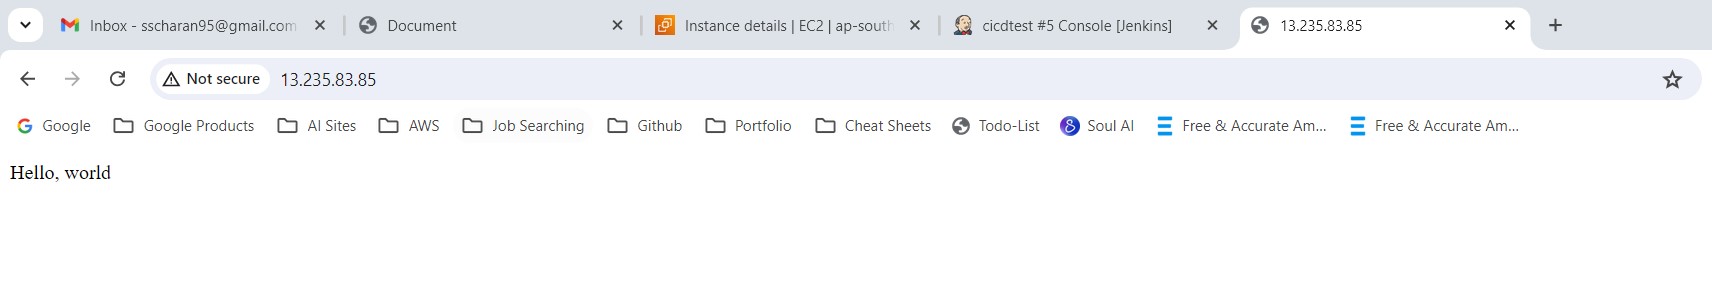 Inbox - sscharan95@gmail.com
Document
Instance details | EC2 | ap-south
cicdtest #5 Console [Jenkins]
13.235.83.85
Not secure
13.235.83.85
Google
Google Products
AI Sites
AWS
Job Searching
Github
Portfolio
Cheat Sheets
Todo-List
Soul AI
Free & Accurate Am...
Free & Accurate Am...
Hello, world